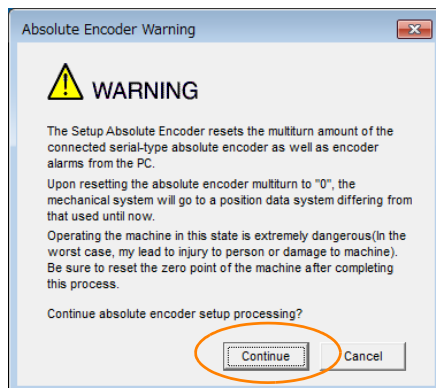 Absolute Encoder Warning
WARNING
The Setup Absolute Encoder resets the multiturn amount of the
connected serial-type absolute encoder as well as encoder
alarms from the PC.
Upon resetting the absolute encoder multiturn to "0", the
mechanical system will go to a position data system differing from
that used until now.
Operating the machine in this state is extremely dangerous(In the
worst case, my lead to injury to person or damage to machine).
Be sure to reset the zero point of the machine after completing
this process.
Continue absolute encoder setup processing?
Continue Cancel